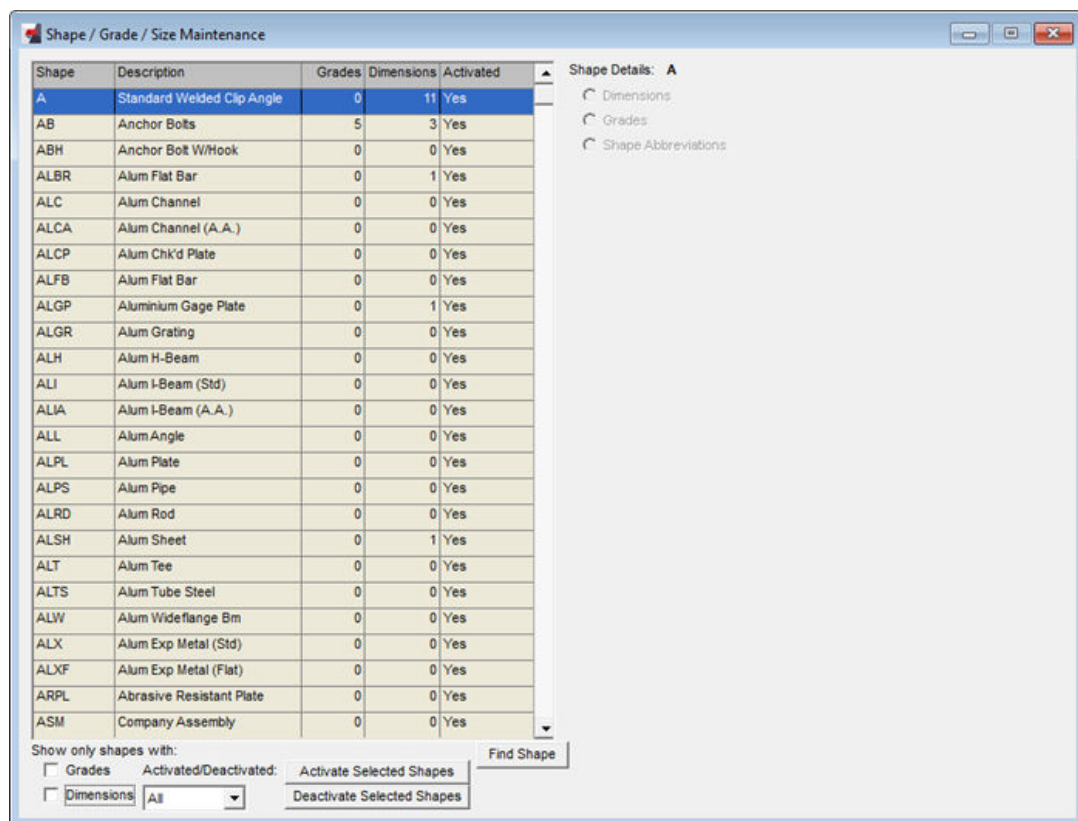 Shape / Grade / Size Maintenance
Shape Description Grades Dimensions Activated
A Standard Welded Clip Angle 0 11 Yes
AB Anchor Bolts 5 3 Yes
ABH Anchor Bolt W/Hook 0 0 Yes
ALBR Alum Flat Bar 0 1 Yes
ALC Alum Channel 0 0 Yes
ALCA Alum Channel (A.A.) 0 0 Yes
ALCP Alum Chk'd Plate 0 0 Yes
ALFB Alum Flat Bar 0 0 Yes
ALGP Aluminium Gage Plate 0 1 Yes
ALGR Alum Grating 0 0 Yes
ALH Alum H-Beam 0 0 Yes
ALI Alum I-Beam (Std) 0 0 Yes
ALIA Alum I-Beam (A.A.) 0 0 Yes
ALL Alum Angle 0 0 Yes
ALPL Alum Plate 0 0 Yes
ALPS Alum Pipe 0 0 Yes
ALRD Alum Rod 0 0 Yes
ALSH Alum Sheet 0 1 Yes
ALT Alum Tee 0 0 Yes
ALTS Alum Tube Steel 0 0 Yes
ALW Alum Wideflange Bm 0 0 Yes
ALX Alum Exp Metal (Std) 0 0 Yes
ALXF Alum Exp Metal (Flat) 0 0 Yes
ARPL Abrasive Resistant Plate 0 0 Yes
ASM Company Assembly 0 0 Yes
Shape Details: A
Dimensions
Grades
Shape Abbreviations
Show only shapes with:
Find Shape
Grades Activated/Deactivated: Activate Selected Shapes
Dimensions All Deactivate Selected Shapes